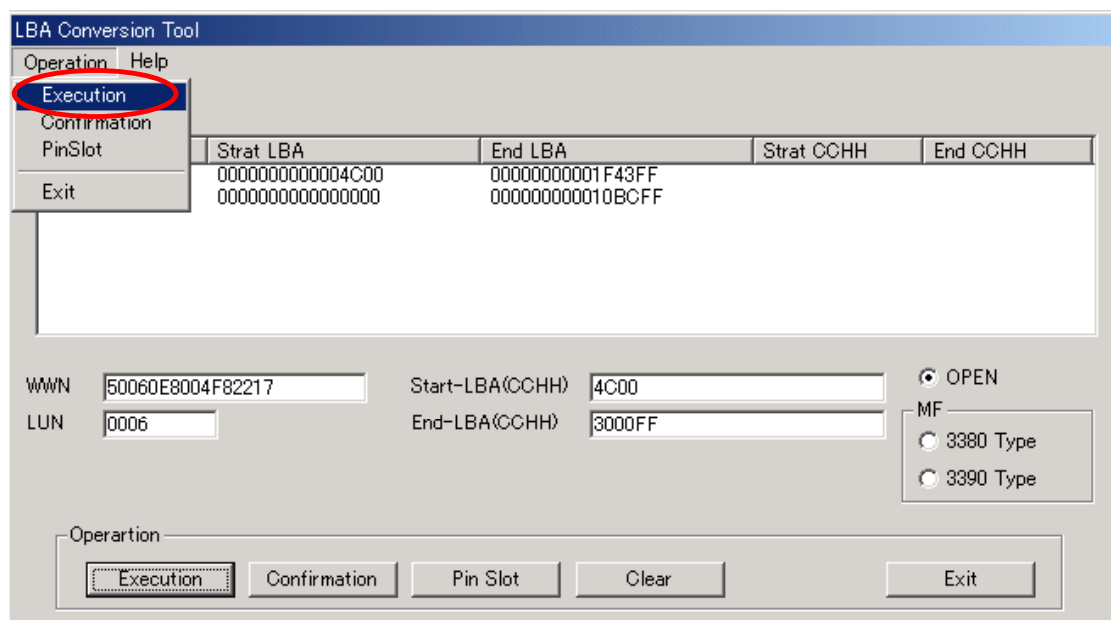 LBA Conversion Tool
Operation Help
Execution
Confirmation
PinSlot
Exit
Strat LBA End LBA Strat CCHH End CCHH
0000000000004C00 00000000001F43FF
0000000000000000 000000000010BCFF
WWN 50060E8004F82217 Start-LBA(CCHH) 4C00 OPEN
LUN 0006 End-LBA(CCHH) 3000FF MF
3380 Type
3390 Type
Operartion
Execution Confirmation Pin Slot Clear Exit